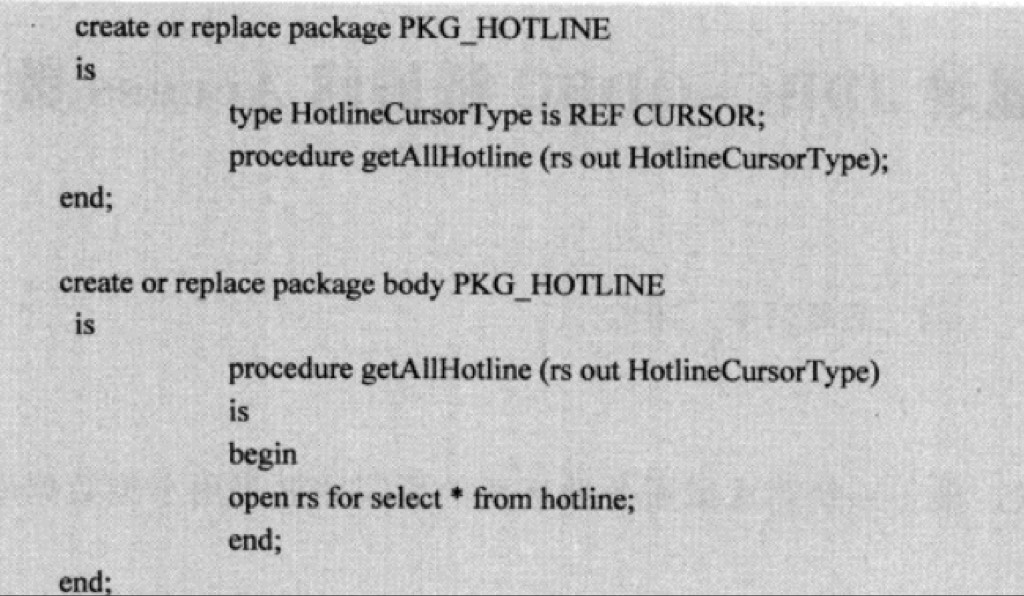 create or replace package PKG_HOTLINE
is
type HotlineCursorType is REF CURSOR;
procedure getAllHotline (rs out HotlineCursorType);
end;
create or replace package body PKG_HOTLINE
is
procedure getAllHotline (rs out HotlineCursorType)
is
begin
open rs for select * from hotline;
end;
end;